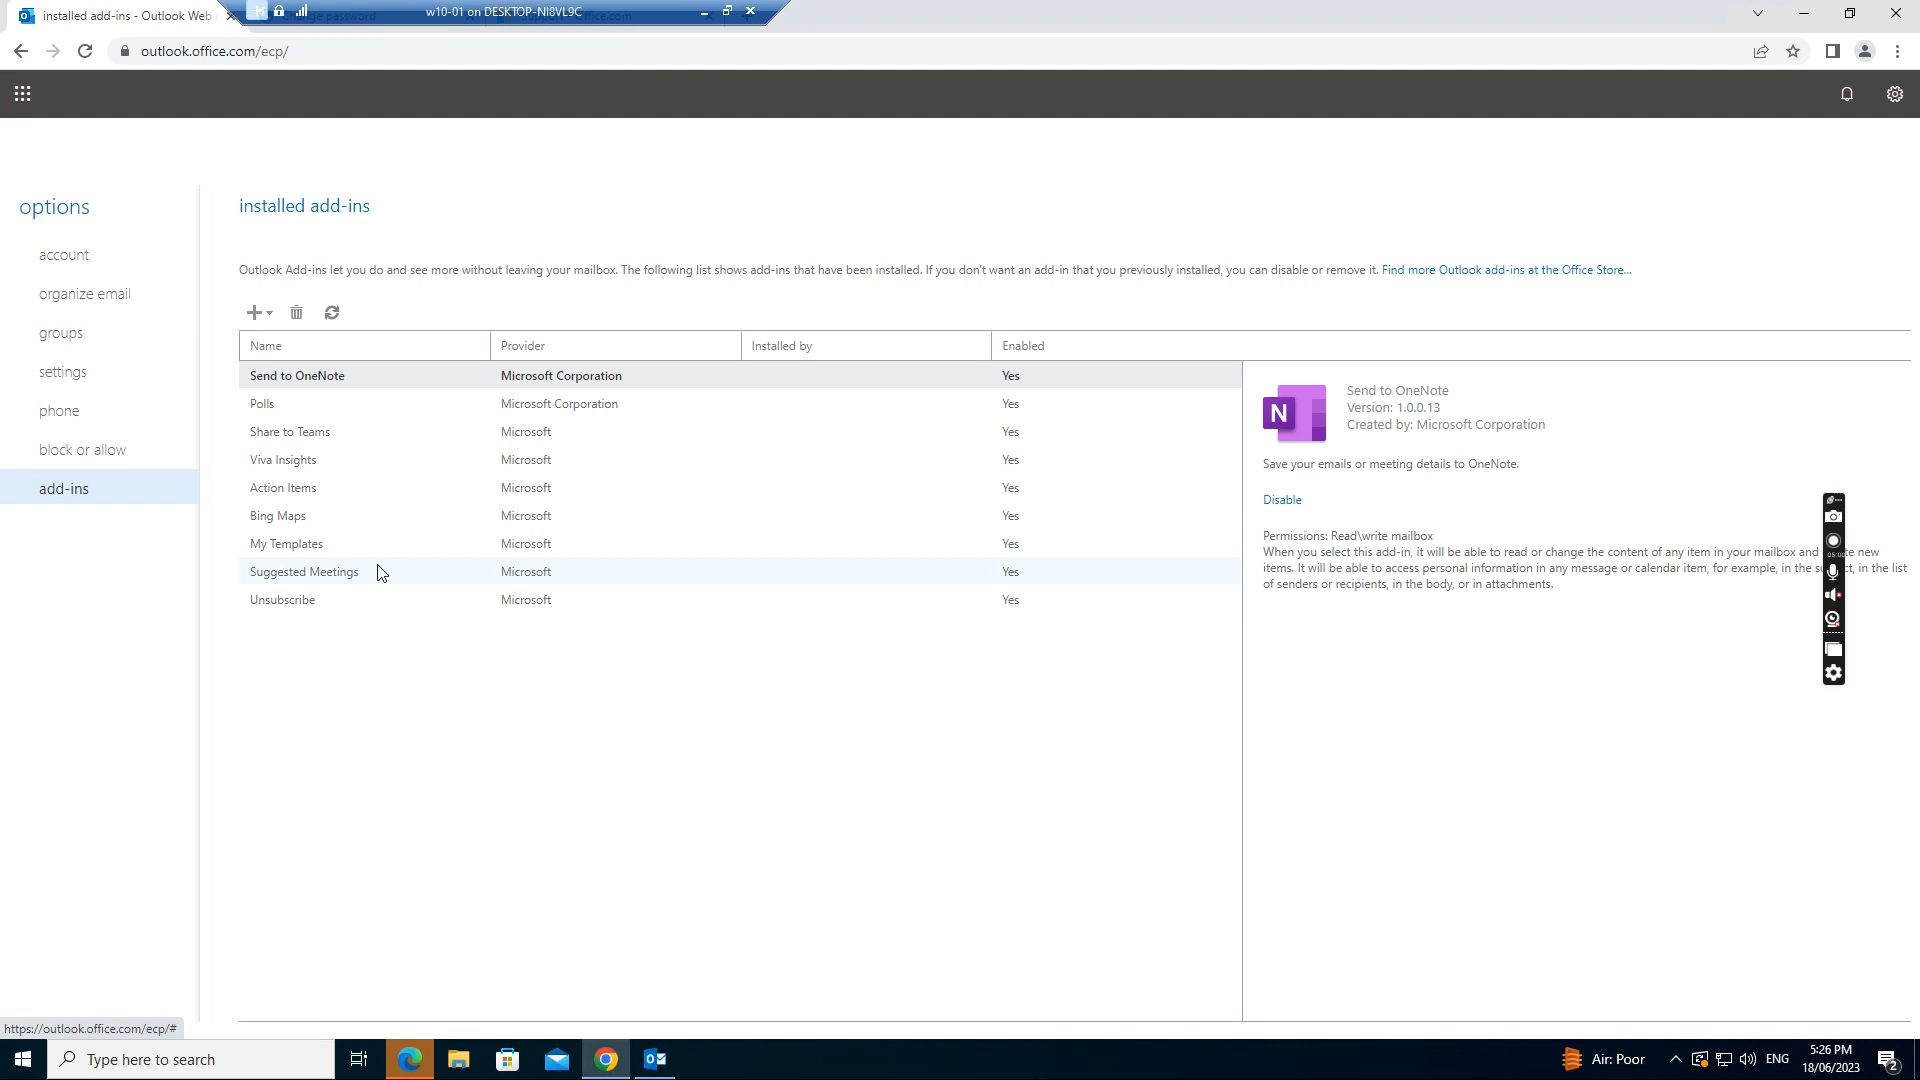 installed add-ins - Outlook Web
w10-01 on DESKTOP-NI8VL9C
outlook.office.com/ecp/
options
account
organize email
groups
settings
phone
block or allow
add-ins
installed add-ins
Outlook Add-ins let you do and see more without leaving your mailbox. The following list shows add-ins that have been installed. If you don't want an add-in that you previously installed, you can disable or remove it. Find more Outlook add-ins at the Office Store...
Name Provider Installed by Enabled
Send to OneNote Microsoft Corporation Yes
Polls Microsoft Corporation Yes
Share to Teams Microsoft Yes
Viva Insights Microsoft Yes
Action Items Microsoft Yes
Bing Maps Microsoft Yes
My Templates Microsoft Yes
Suggested Meetings Microsoft Yes
Unsubscribe Microsoft Yes
N
Send to OneNote
Version: 1.0.0.13
Created by: Microsoft Corporation
Save your emails or meeting details to OneNote.
Disable
Permissions: Read\write mailbox
When you select this add-in, it will be able to read or change the content of any item in your mailbox and new
items. It will be able to access personal information in any message or calendar item, for example, in the in the list
of senders or recipients, in the body, or in attachments.
https://outlook.office.com/ecp/#
Type here to search
Air: Poor
ENG
5:26 PM
18/06/2023
2